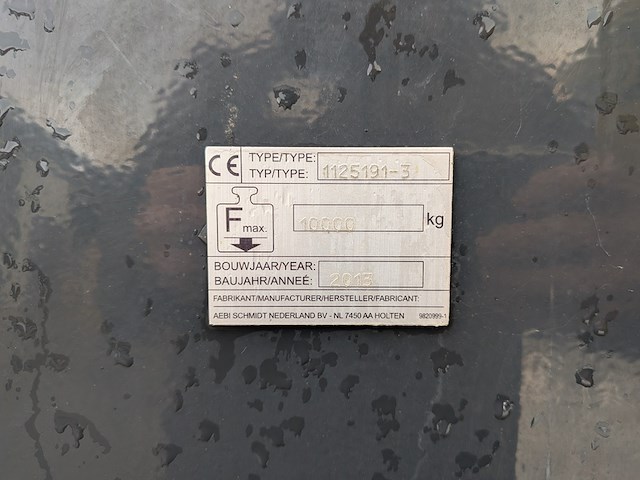 CE TYPE/TYPE: 1125191-3
TYP/TYPE:
F max. 10000 kg
BOUWJAAR/YEAR: 2013
BAUJAHR/ANNEÉ:
FABRIKANT/MANUFACTURER/HERSTELLER/FABRICANT:
AEBI SCHMIDT NEDERLAND BV - NL 7450 AA HOLTEN 9820999-1